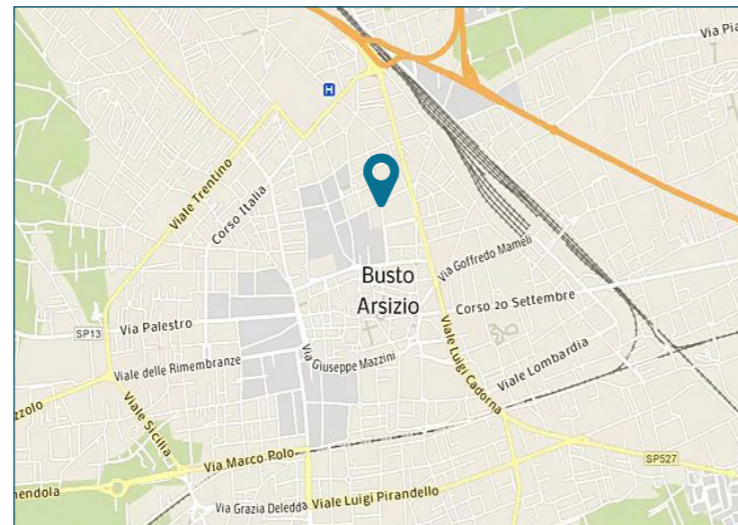 Via Pia
H
Viale Trentino
Corso Italia
Via Goffredo Mameli
Busto
Arsizio
Corso 20 Settembre
SP13
Via Palestro
Via Giuseppe Mazzini
Viale Luigi Cadorna
Viale delle Rimembranze
Viale Lombardia
zzolo
Viale Sicilia
Via Marco Polo
SP527
mendola
Via Grazia Deledda
Viale Luigi Pirandello